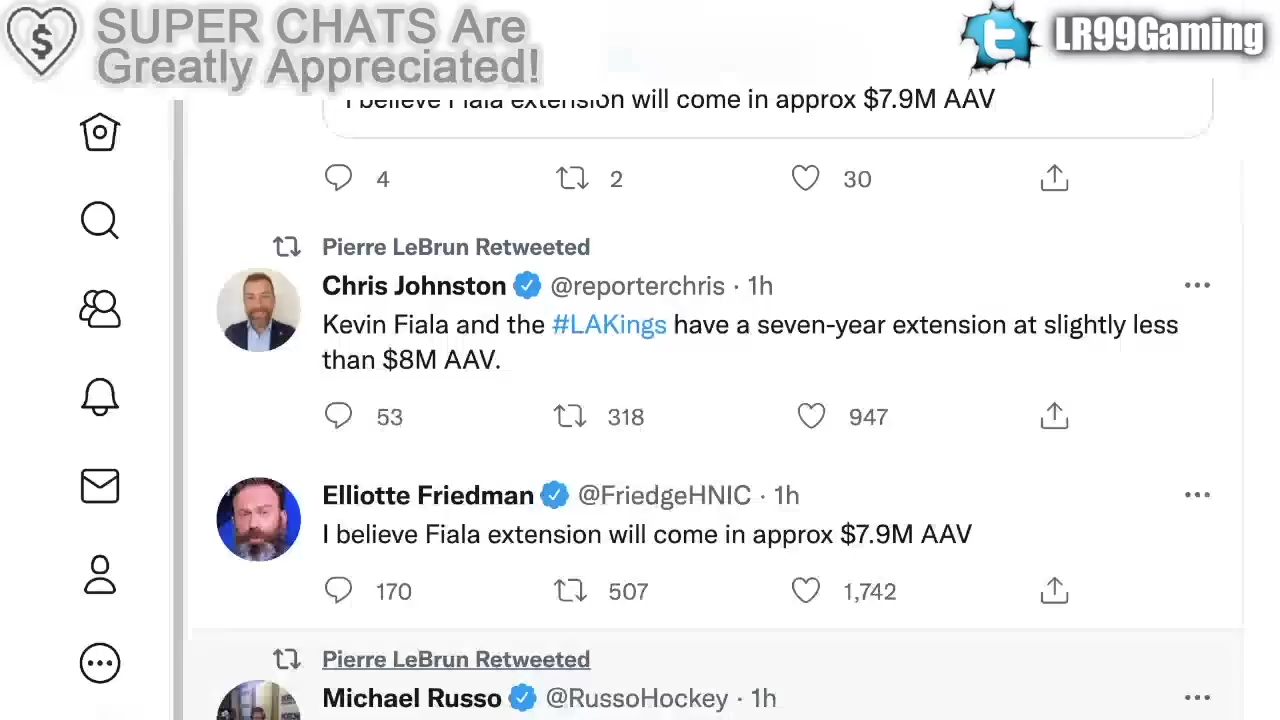 SUPER CHATS Are
Greatly Appreciated!
LR99Gaming
I believe Fiala extension will come in approx $7.9M AAV
4 2 30
Pierre LeBrun Retweeted
Chris Johnston @reporterchris · 1h
Kevin Fiala and the #LAKings have a seven-year extension at slightly less
than $8M AAV.
53 318 947
Elliotte Friedman @FriedgeHNIC · 1h
I believe Fiala extension will come in approx $7.9M AAV
170 507 1,742
Pierre LeBrun Retweeted
Michael Russo @RussoHockey · 1h